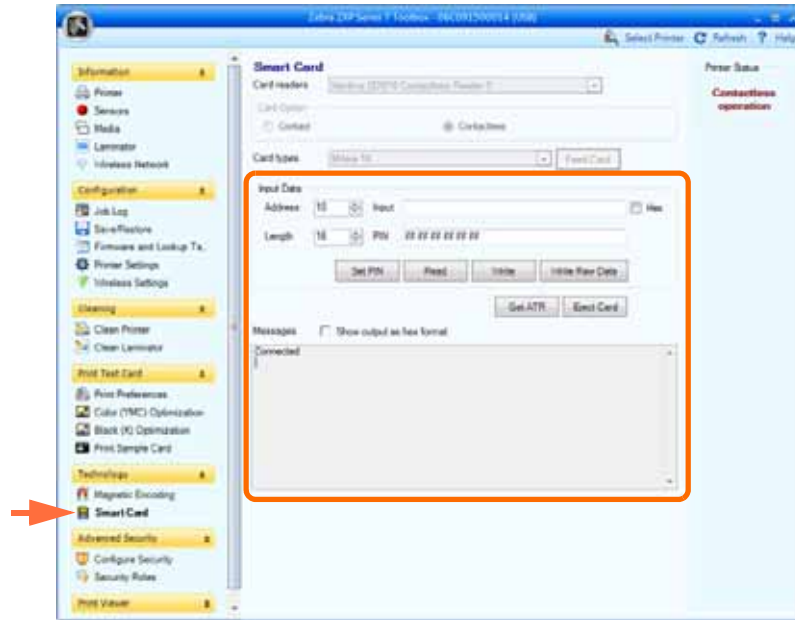 Zebra ZXP Series 7 Toolbox - 06C091500014 (USB)
Select Printer Refresh ? Help
Information
Printer
Sensors
Media
Laminator
Wireless Network
Configuration
Job Log
Save/Restore
Firmware and Lookup Ta..
Printer Settings
Wireless Settings
Cleaning
Clean Printer
Clean Laminator
Print Test Card
Print Preferences
Color (YMC) Optimization
Black (K) Optimization
Print Sample Card
Technology
Magnetic Encoding
Smart Card
Advanced Security
Configure Security
Security Roles
Print Viewer
Smart Card
Card readers Contactless Reader 0
Card Option
Contact Contactless
Card types Feed Card
Input Data
Address 10 Input Hex
Length 16 PIN ## ## ## ## ## ##
Set PIN Read Write Write Raw Data
Get ATR Eject Card
Messages Show output as hex format
Connected
Printer Status
Contactless
operation